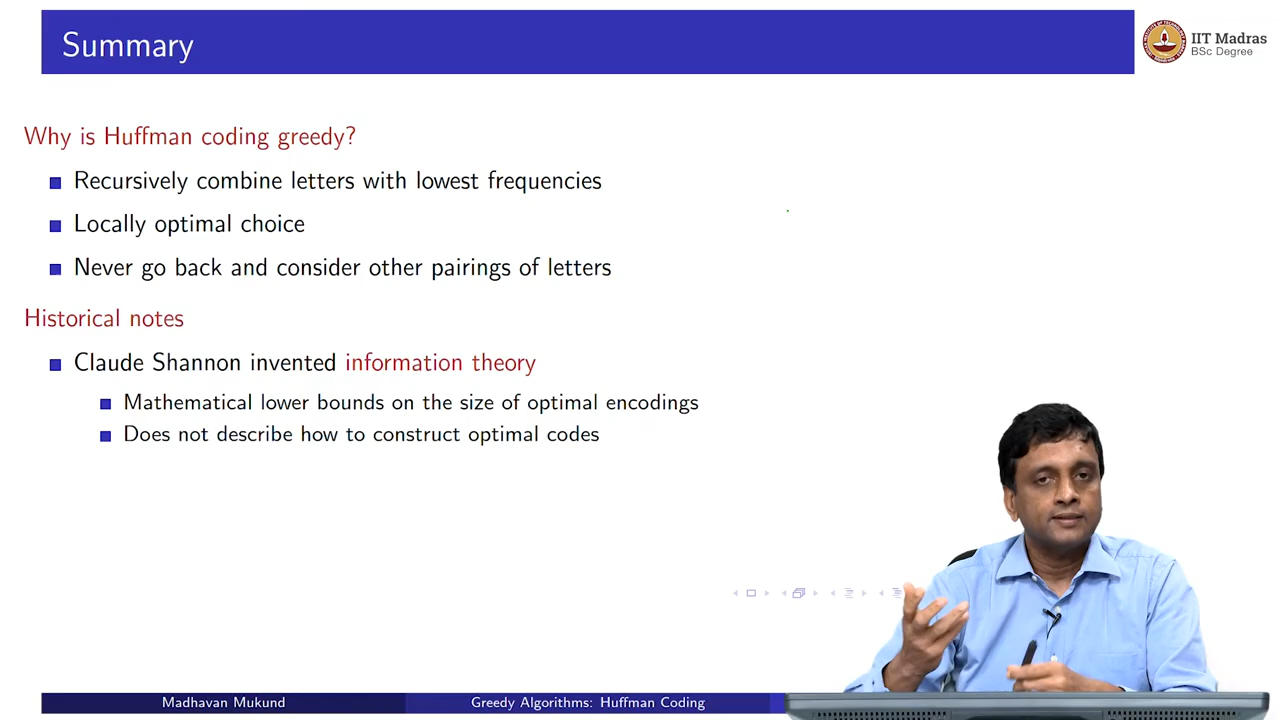 Summary
IIT Madras
BSc Degree
Why is Huffman coding greedy?
Recursively combine letters with lowest frequencies
Locally optimal choice
Never go back and consider other pairings of letters
Historical notes
Claude Shannon invented information theory
Mathematical lower bounds on the size of optimal encodings
Does not describe how to construct optimal codes
Madhavan Mukund
Greedy Algorithms: Huffman Coding